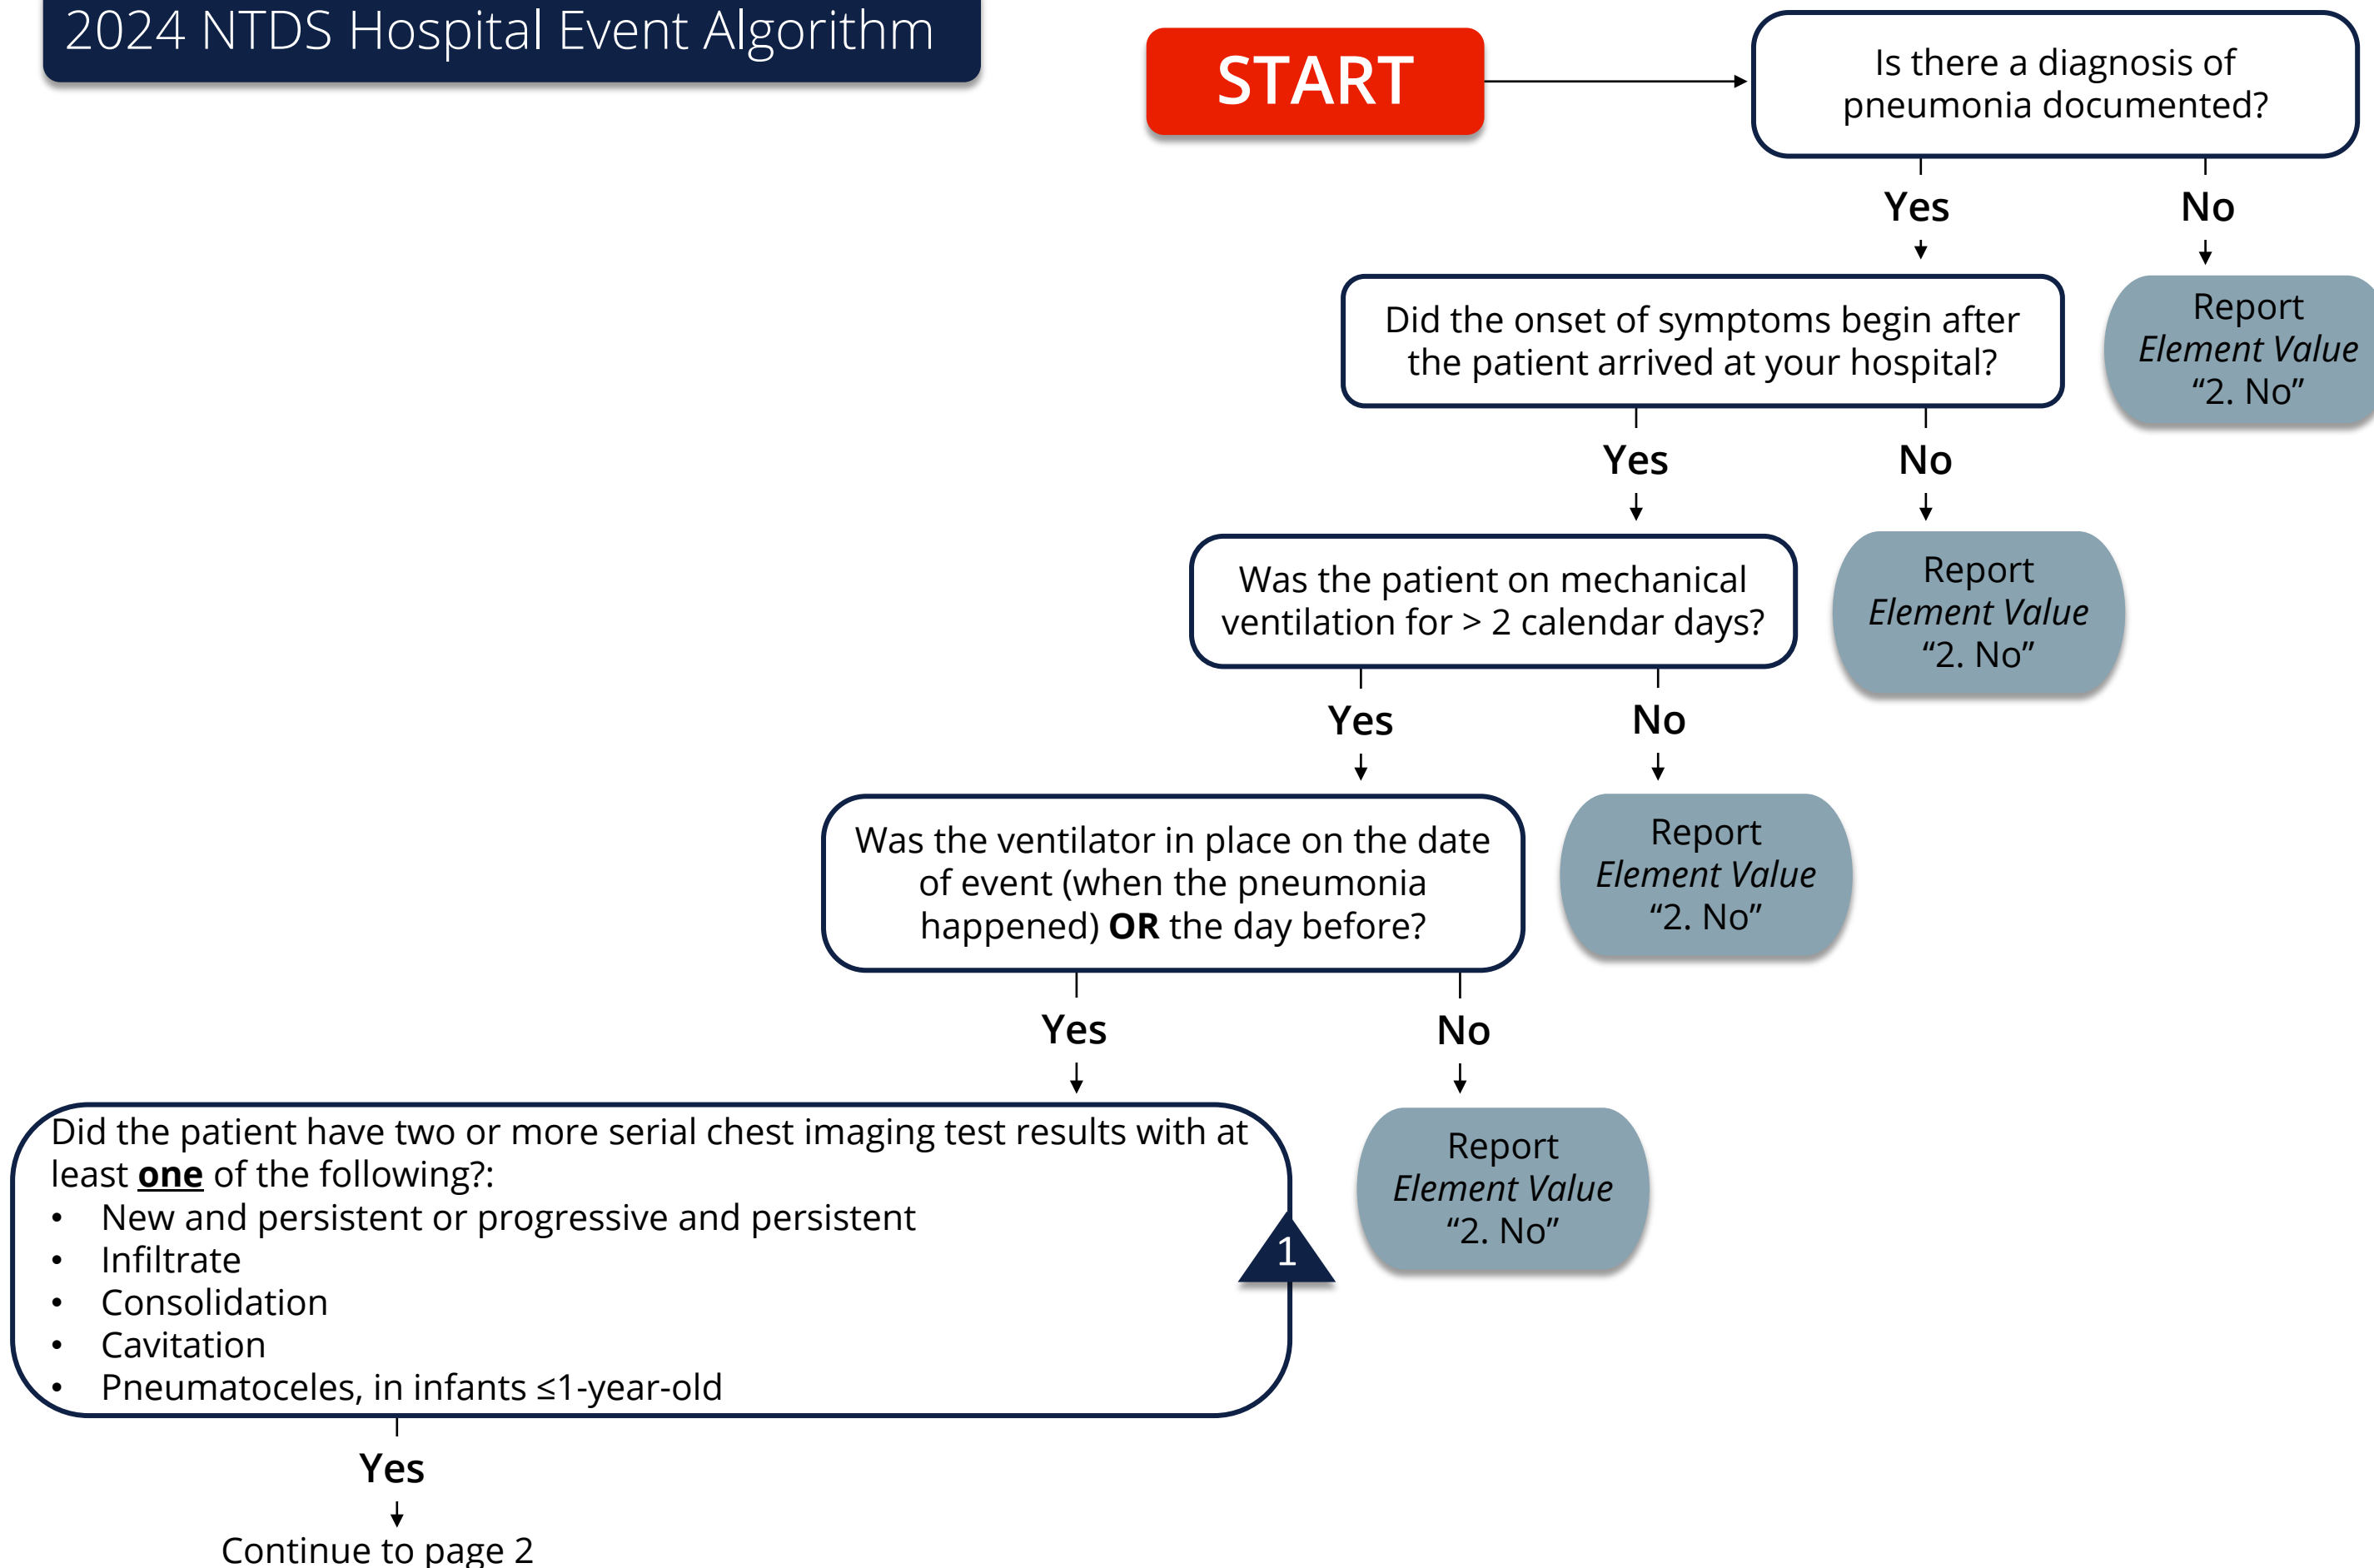 2024 NTDS Hospital Event Algorithm
START
Is there a diagnosis of
pneumonia documented?
Yes
No
Did the onset of symptoms begin after
the patient arrived at your hospital?
Report
Element Value
“2. No”
Yes
No
Was the patient on mechanical
ventilation for > 2 calendar days?
Report
Element Value
“2. No”
Yes
No
Was the ventilator in place on the date
of event (when the pneumonia
happened) OR the day before?
Report
Element Value
“2. No”
Yes
No
Did the patient have two or more serial chest imaging test results with at
least one of the following?:
• New and persistent or progressive and persistent
• Infiltrate
• Consolidation
• Cavitation
• Pneumatoceles, in infants ≤1-year-old
1
Report
Element Value
“2. No”
Yes
Continue to page 2